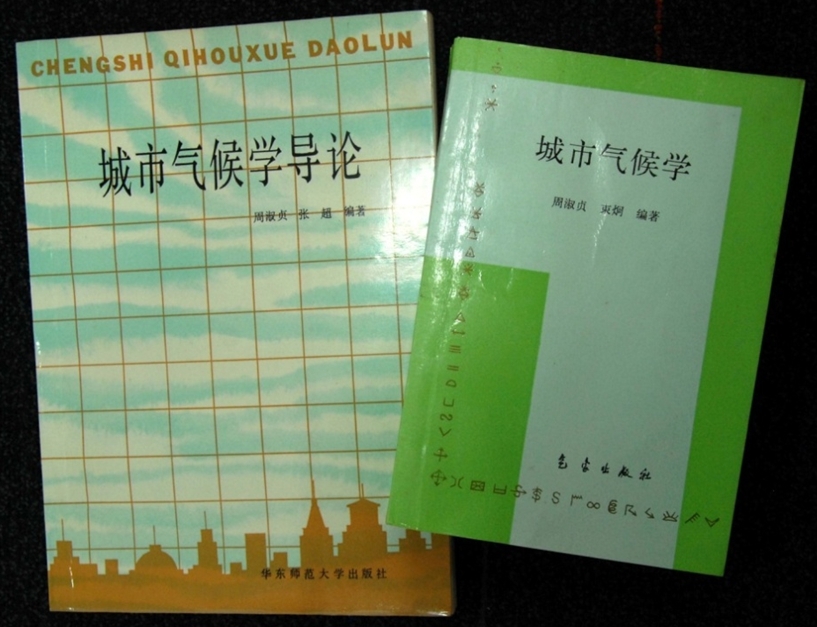 CHENGSHI QIHOUXUE DAOLUN
城市气候学导论
周淑贞 张 超 编著
华东师范大学出版社
城市气候学
周淑贞 束炯 编著
气象出版社